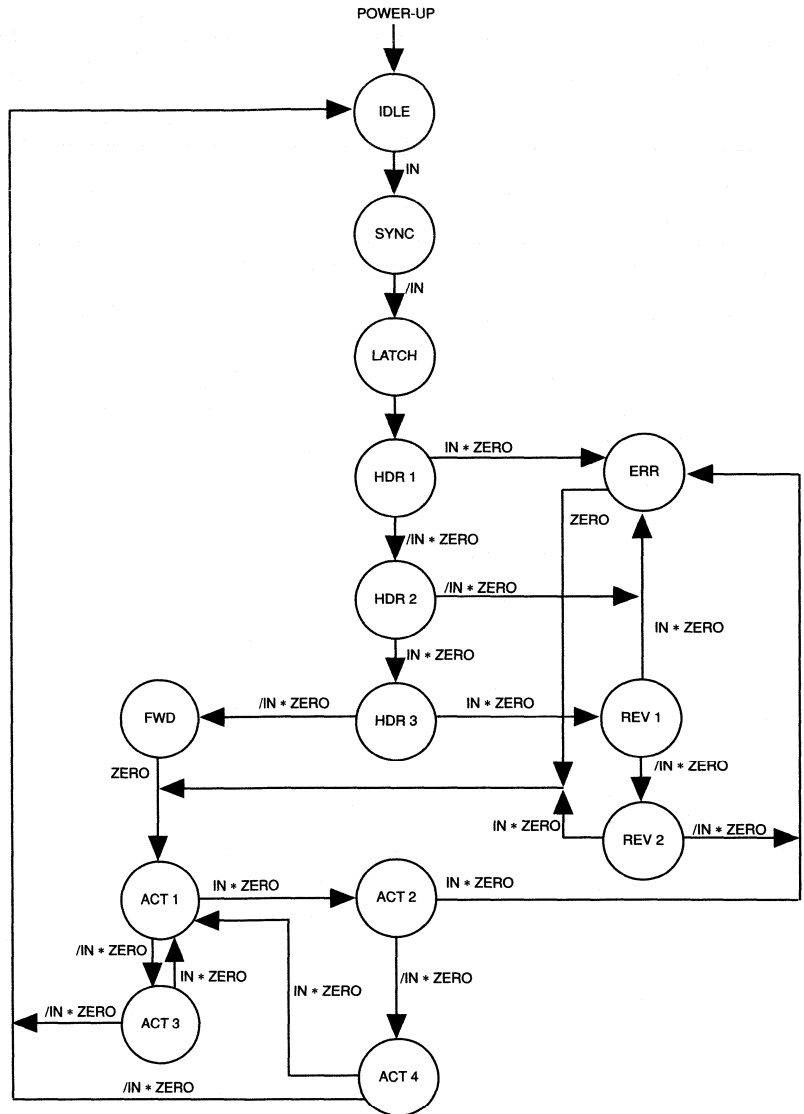 POWER-UP
IDLE
IN
SYNC
/IN
LATCH
HDR 1
IN * ZERO
ERR
ZERO
/IN * ZERO
HDR 2
/IN * ZERO
IN * ZERO
IN * ZERO
FWD
/IN * ZERO
HDR 3
IN * ZERO
REV 1
ZERO
/IN * ZERO
IN * ZERO
REV 2
/IN * ZERO
ACT 1
IN * ZERO
ACT 2
IN * ZERO
/IN * ZERO
IN * ZERO
IN * ZERO
/IN * ZERO
/IN * ZERO
ACT 3
ACT 4
/IN * ZERO